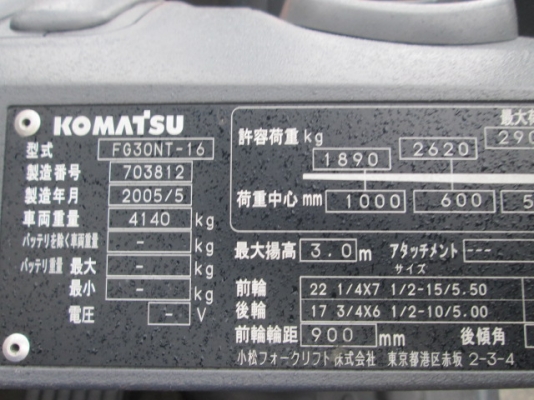 KOMATSU
型式 FG30NT-16
製造番号 703812
製造年月 2005/5
車両重量 4140 kg
バッテリを除く車両重量 - kg
バッテリ重量 最大 - kg
最小 - kg
電圧 - V
最大荷
許容荷重 kg 1890 2620 290
荷重中心 mm 1000 600 5
最大揚高 3.0 m アタッチメント ---
サイズ
前輪 22 1/4X7 1/2-15/5.50
後輪 17 3/4X6 1/2-10/5.00
前輪輪距 900 mm 後傾角
小松フォークリフト株式会社 東京都港区赤坂 2-3-4